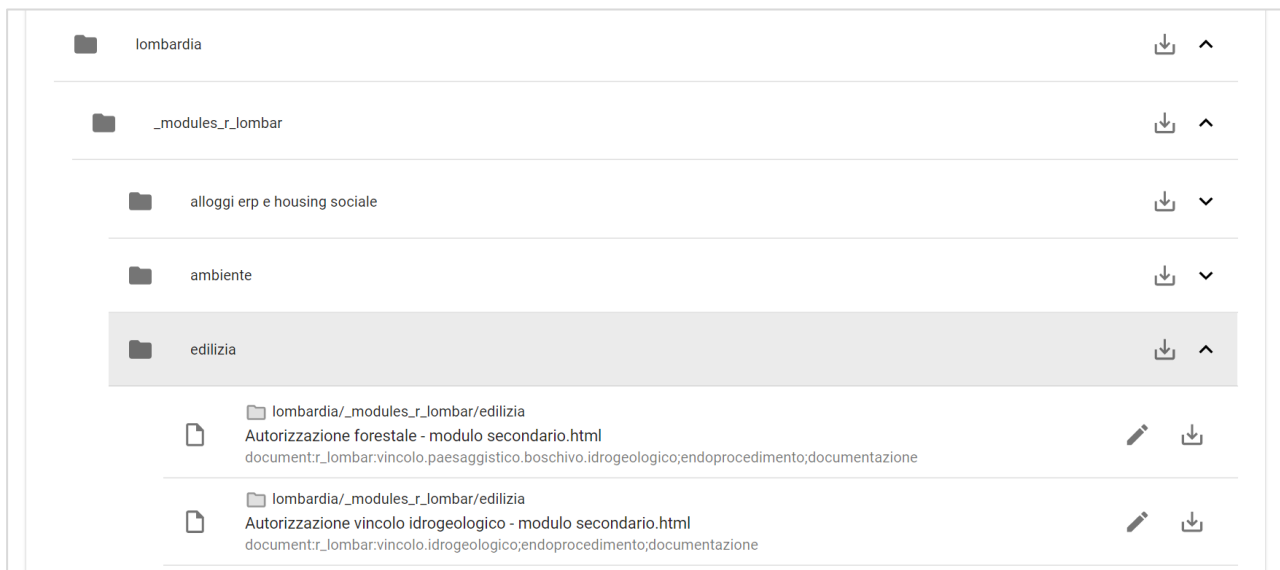 lombardia
_modules_r_lombar
alloggi erp e housing sociale
ambiente
edilizia
lombardia/_modules_r_lombar/edilizia
Autorizzazione forestale - modulo secondario.html
document:r_lombar:vincolo.paesaggistico.boschivo.idrogeologico;endoprocedimento;documentazione
lombardia/_modules_r_lombar/edilizia
Autorizzazione vincolo idrogeologico - modulo secondario.html
document:r_lombar:vincolo.idrogeologico;endoprocedimento;documentazione